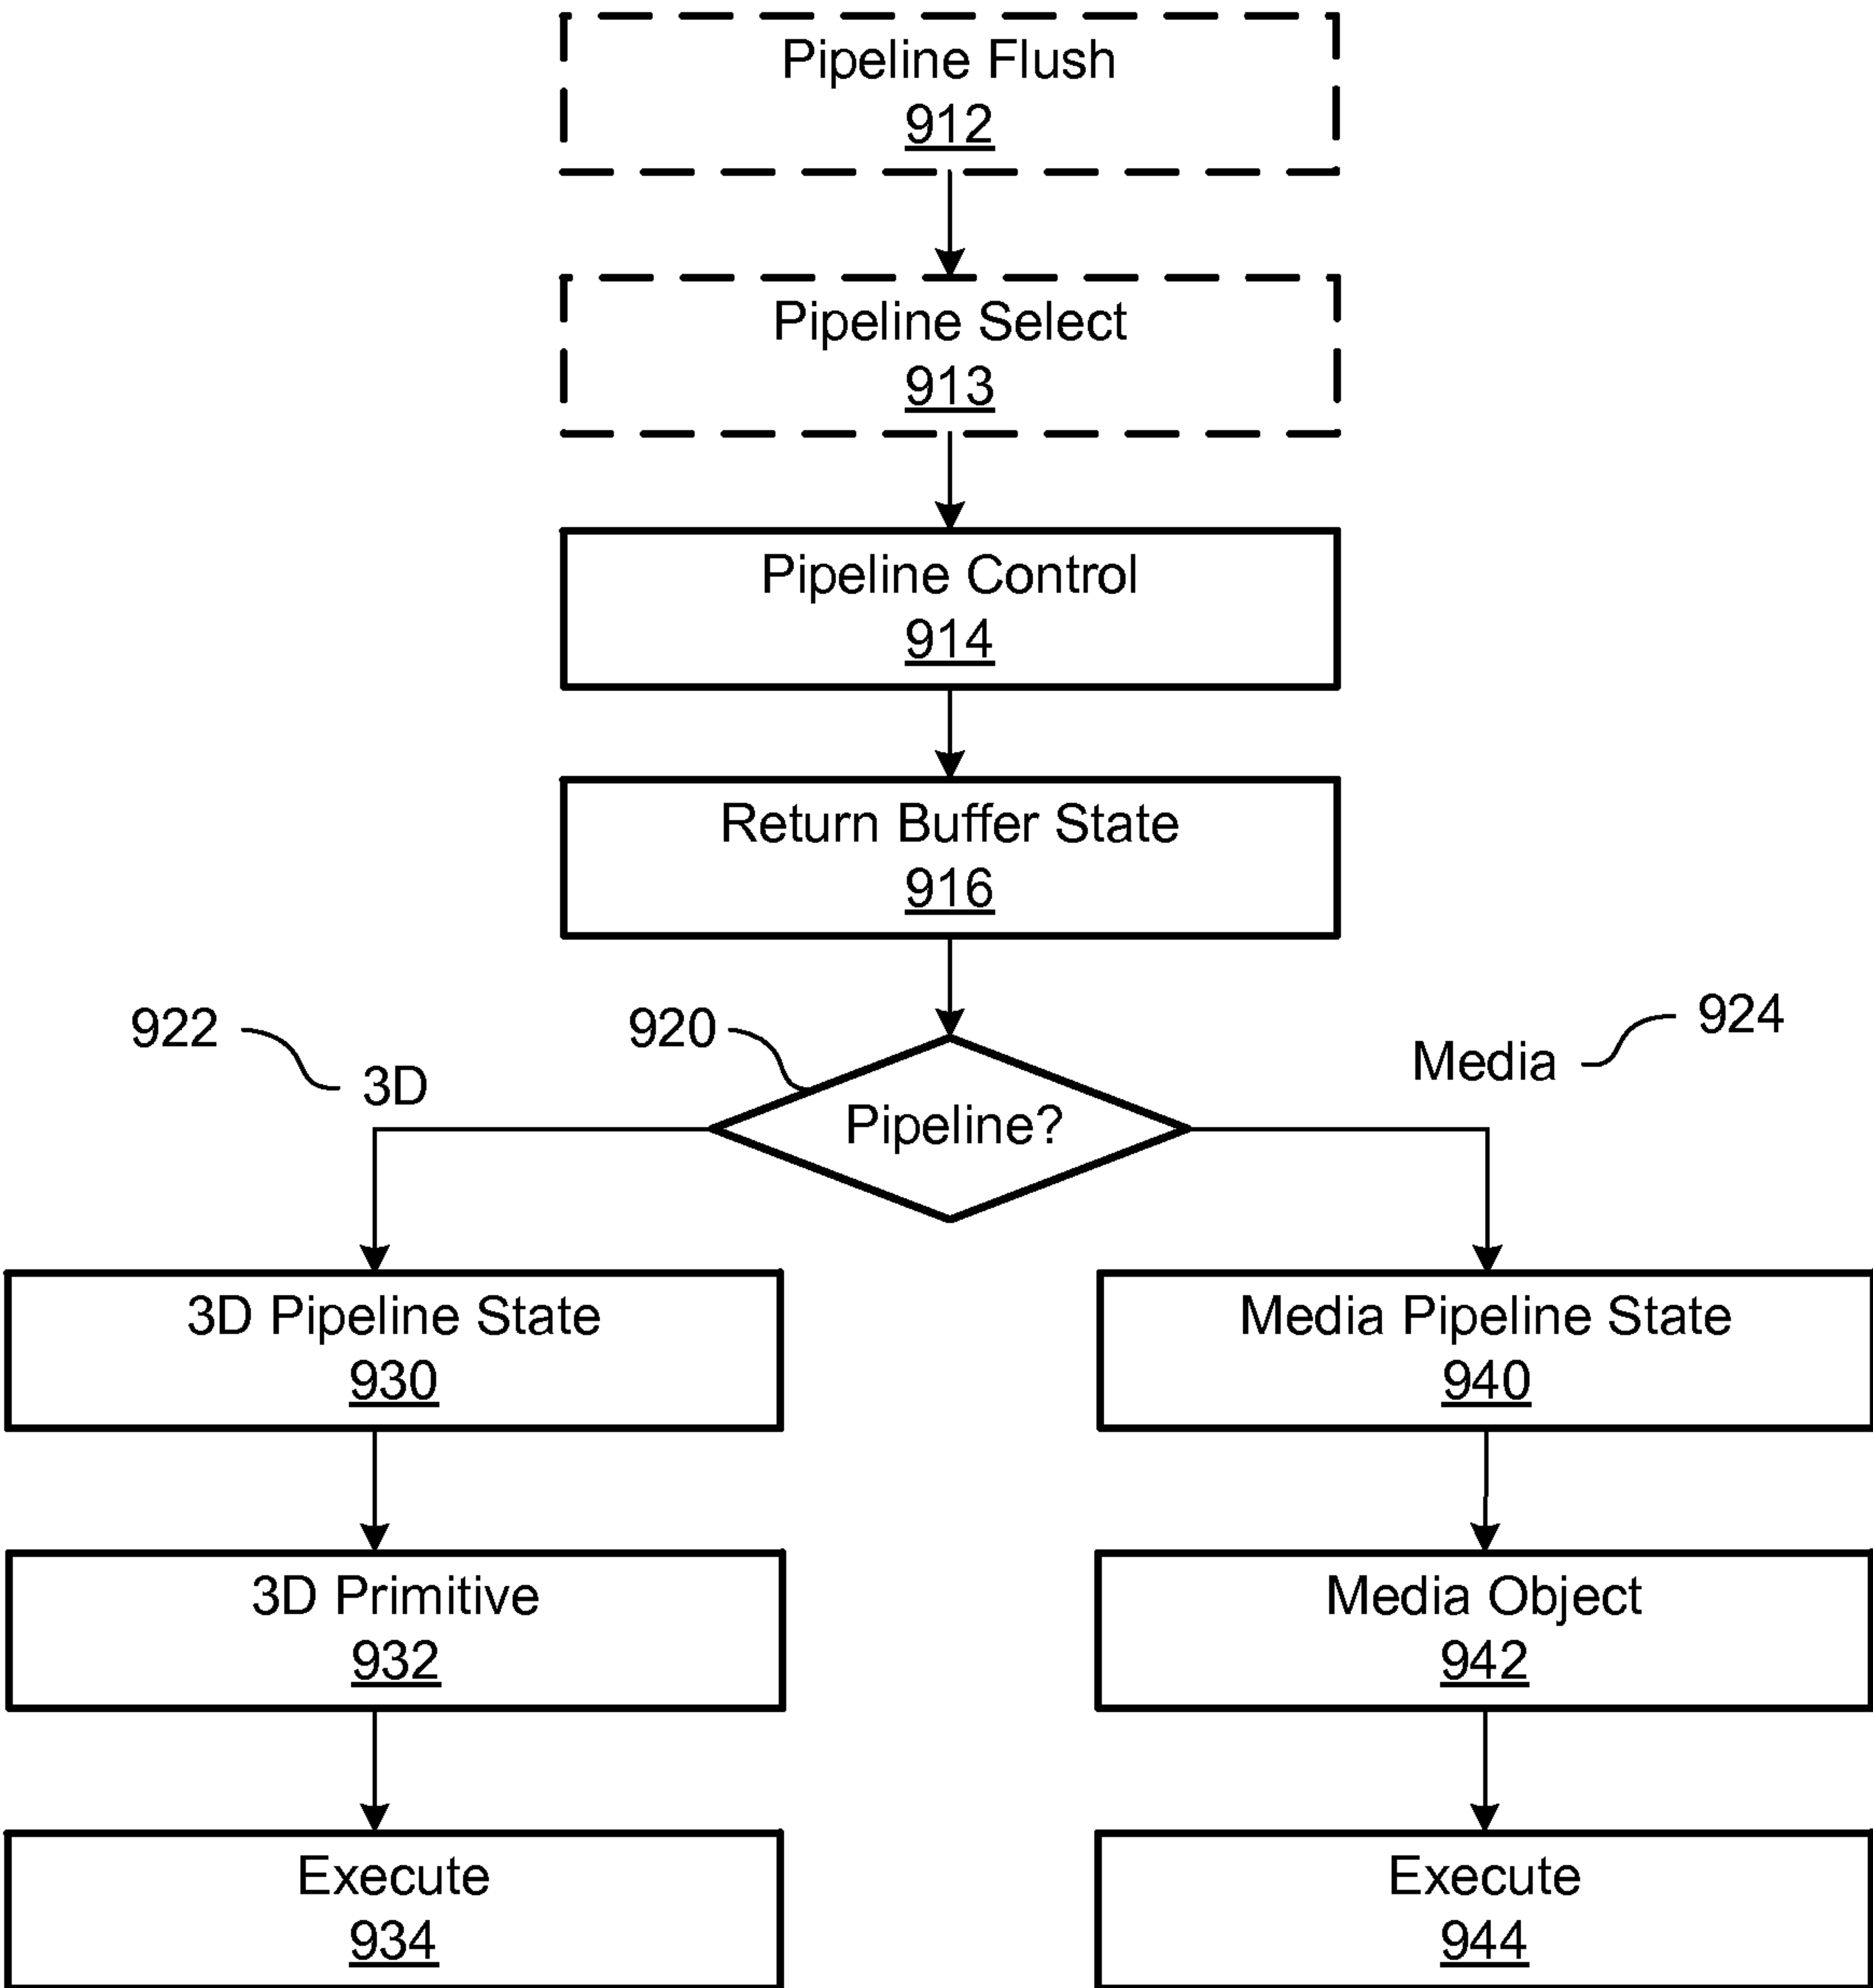 Pipeline Flush
912
Pipeline Select
913
Pipeline Control
914
Return Buffer State
916
922
920
924
3D
Media
Pipeline?
3D Pipeline State
930
Media Pipeline State
940
3D Primitive
932
Media Object
942
Execute
934
Execute
944